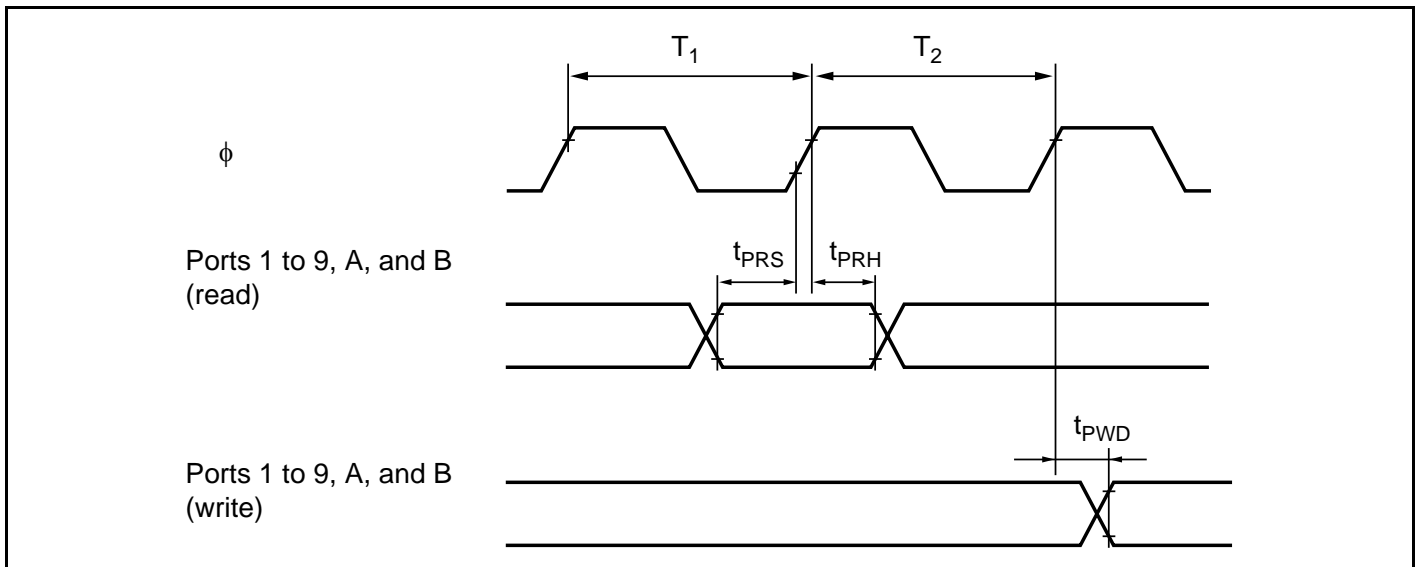 T1
T2
ϕ
Ports 1 to 9, A, and B
(read)
tPRS
tPRH
tPWD
Ports 1 to 9, A, and B
(write)